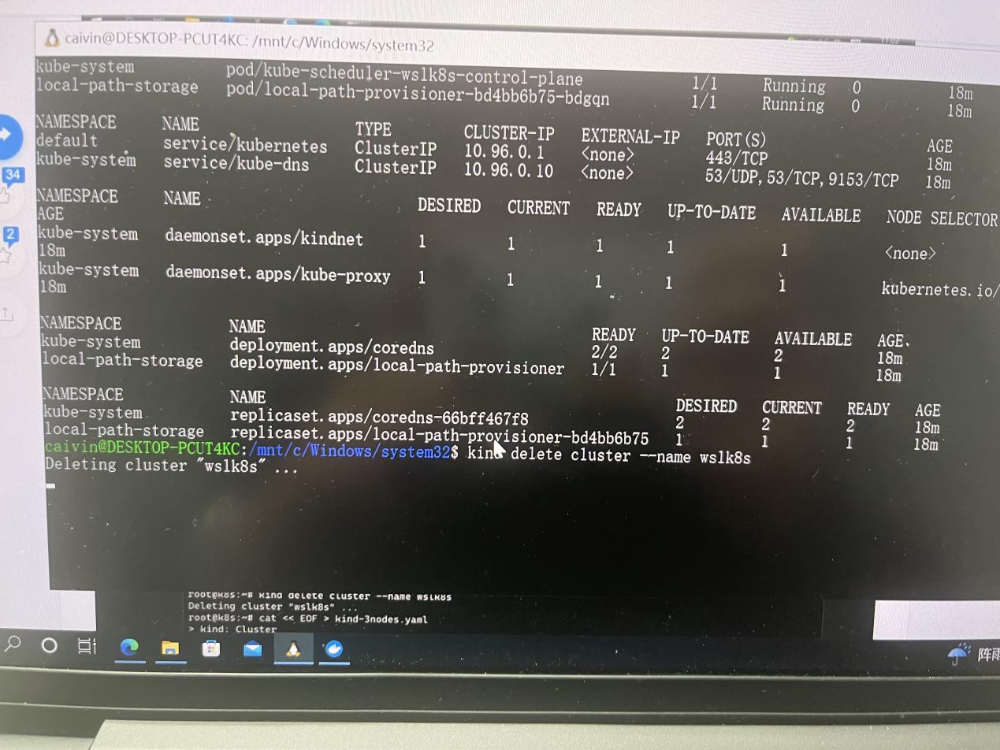 caivin@DESKTOP-PCUT4KC: /mnt/c/Windows/system32
kube-system pod/kube-scheduler-wslk8s-control-plane 1/1 Running 0 18m
local-path-storage pod/local-path-provisioner-bd4bb6b75-bdgqn 1/1 Running 0 18m
NAMESPACE NAME TYPE CLUSTER-IP EXTERNAL-IP PORT(S) AGE
default service/kubernetes ClusterIP 10.96.0.1 <none> 443/TCP 18m
kube-system service/kube-dns ClusterIP 10.96.0.10 <none> 53/UDP,53/TCP,9153/TCP 18m
NAMESPACE NAME DESIRED CURRENT READY UP-TO-DATE AVAILABLE NODE SELECTOR
AGE
kube-system daemonset.apps/kindnet 1 1 1 1 1 <none>
18m
kube-system daemonset.apps/kube-proxy 1 1 1 1 1 kubernetes.io/
18m
NAMESPACE NAME READY UP-TO-DATE AVAILABLE AGE
kube-system deployment.apps/coredns 2/2 2 2 18m
local-path-storage deployment.apps/local-path-provisioner 1/1 1 1 18m
NAMESPACE NAME DESIRED CURRENT READY AGE
kube-system replicaset.apps/coredns-66bff467f8 2 2 2 18m
local-path-storage replicaset.apps/local-path-provisioner-bd4bb6b75 1 1 1 18m
caivin@DESKTOP-PCUT4KC:/mnt/c/Windows/system32$ kind delete cluster --name wslk8s
Deleting cluster "wslk8s" ...
34
2
root@k8s:~# kind delete cluster --name wslk8s
Deleting cluster "wslk8s" ...
root@k8s:~# cat << EOF > kind-3nodes.yaml
> kind: Cluster
阵雨